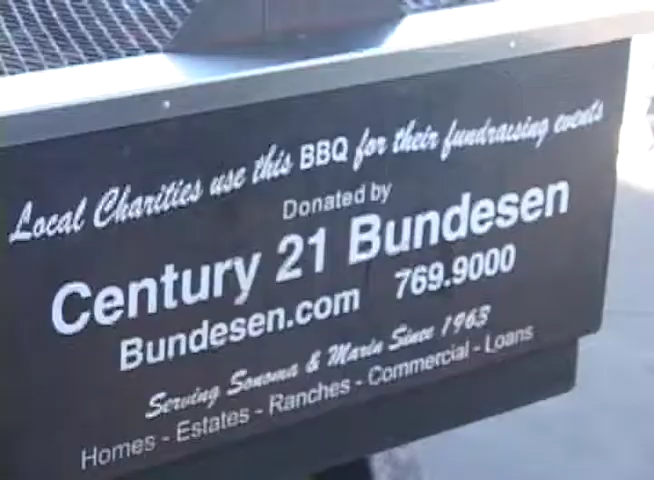 Local Charities use this BBQ for their fundraising events
Donated by
Century 21 Bundesen
Bundesen.com 769.9000
Serving Sonoma & Marin Since 1963
Homes - Estates - Ranches - Commercial - Loans